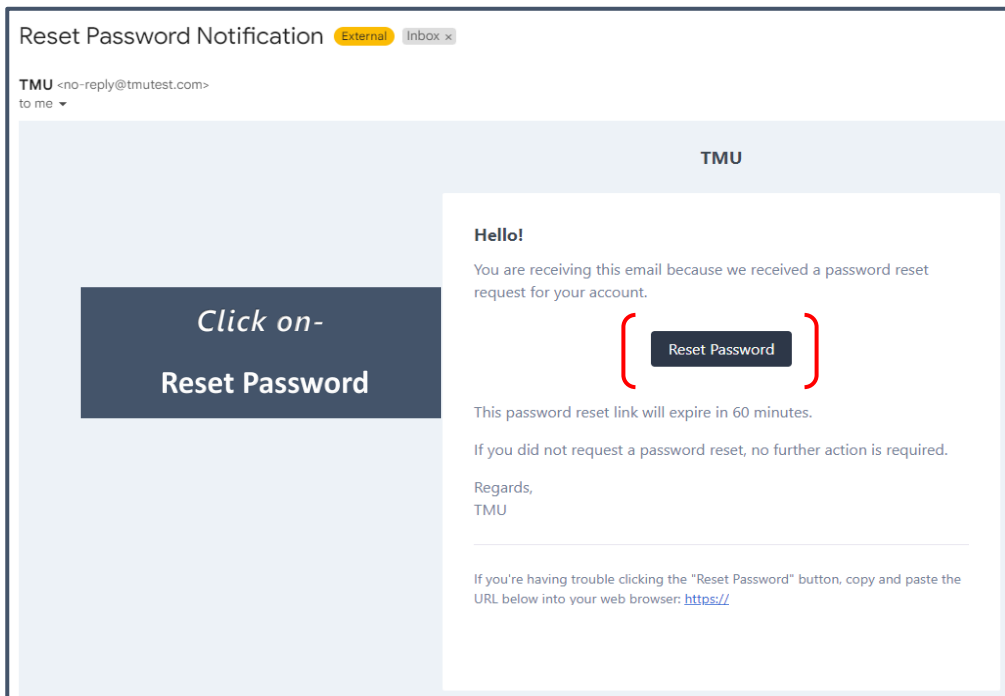 Reset Password Notification External Inbox ×
TMU <no-reply@tmutest.com>
to me
TMU
Hello!
You are receiving this email because we received a password reset
request for your account.
Click on-
Reset Password
Reset Password
This password reset link will expire in 60 minutes.
If you did not request a password reset, no further action is required.
Regards,
TMU
If you're having trouble clicking the "Reset Password" button, copy and paste the
URL below into your web browser: https://